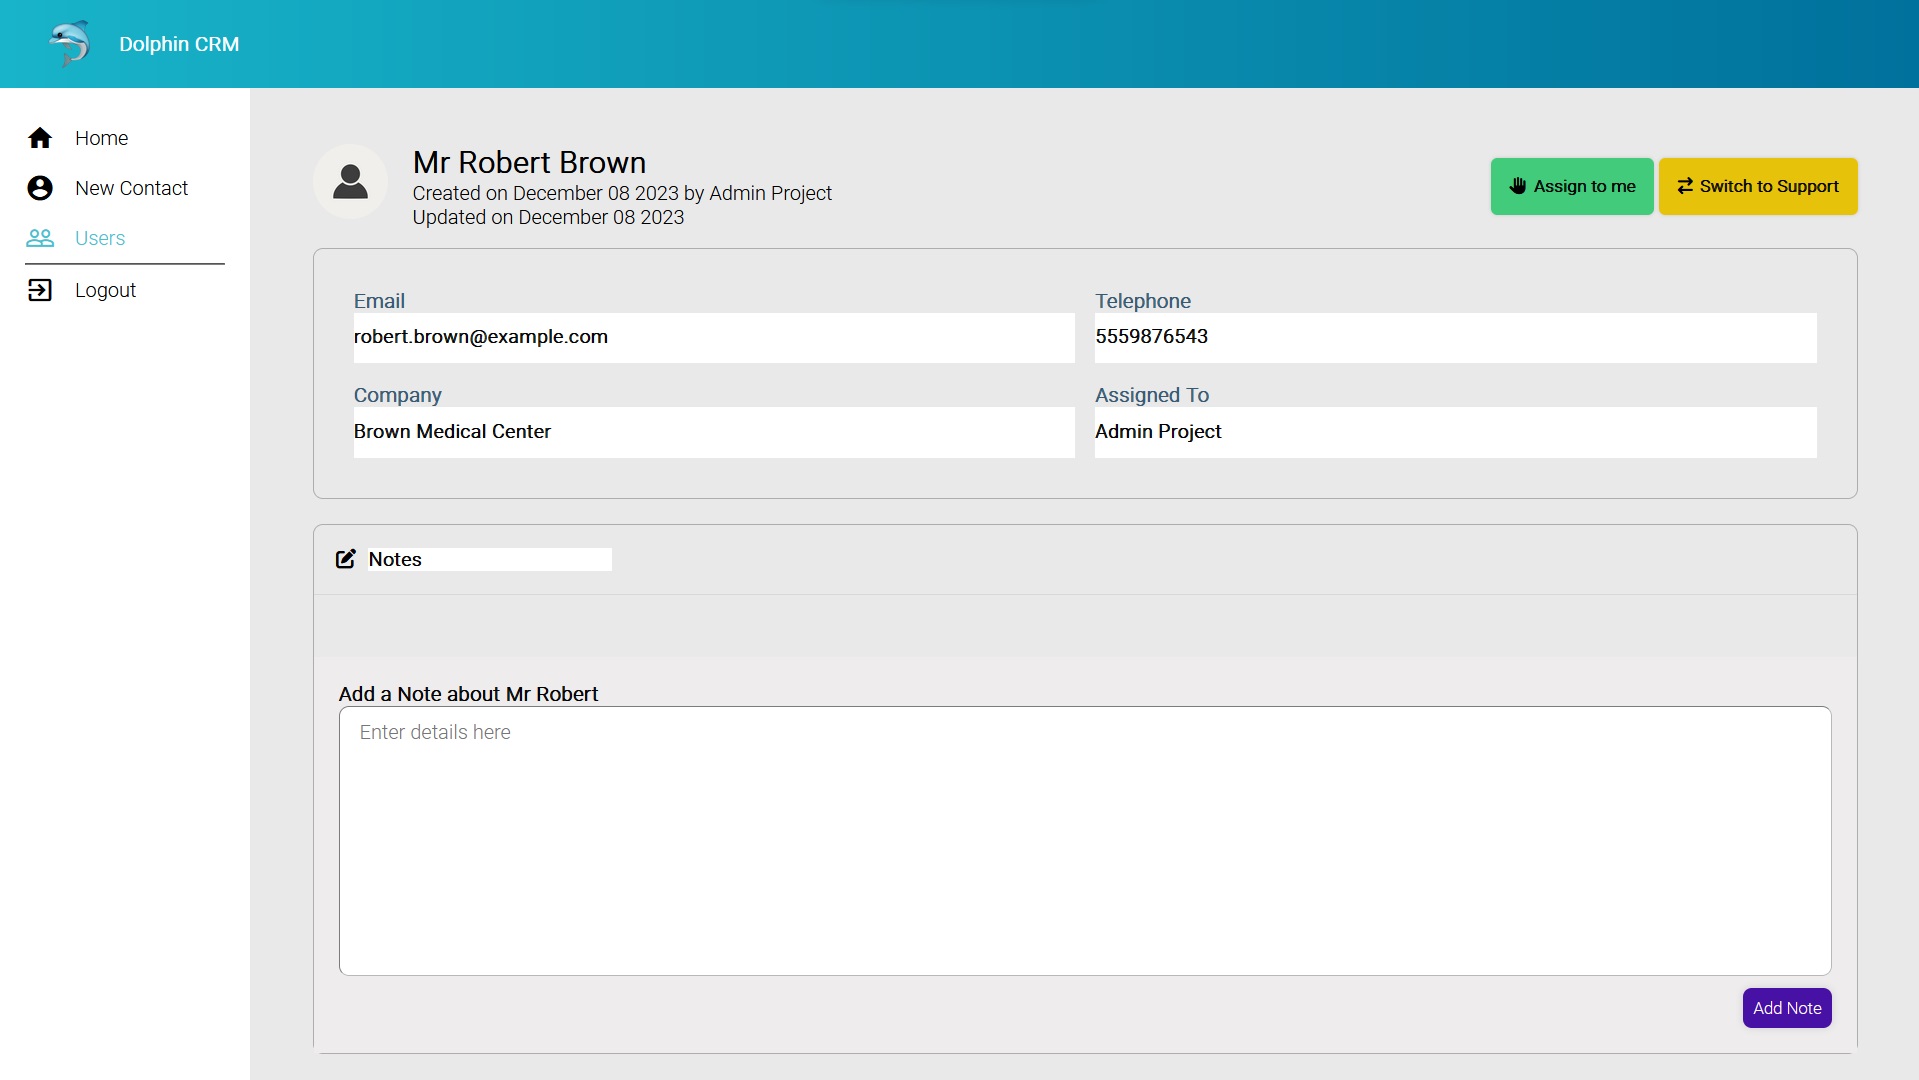 Dolphin CRM
Home
New Contact
Users
Logout
Mr Robert Brown
Created on December 08 2023 by Admin Project
Updated on December 08 2023
Assign to me
Switch to Support
Email
Telephone
robert.brown@example.com
5559876543
Company
Assigned To
Brown Medical Center
Admin Project
Notes
Add a Note about Mr Robert
Enter details here
Add Note